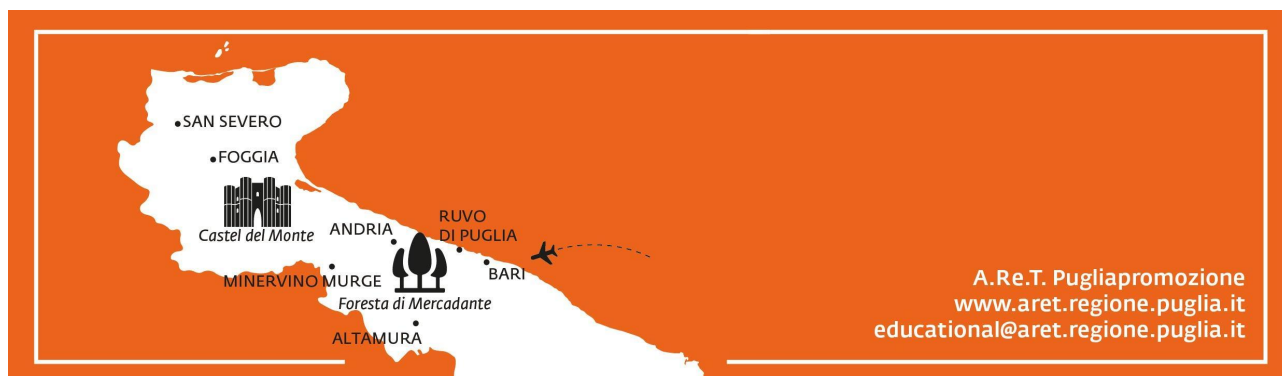 SAN SEVERO
FOGGIA
Castel del Monte
ANDRIA
RUVO
DI PUGLIA
BARI
MINERVINO MURGE
Foresta di Mercadante
ALTAMURA
A.Re.T. Pugliapromozione
www.aret.regione.puglia.it
educational@aret.regione.puglia.it